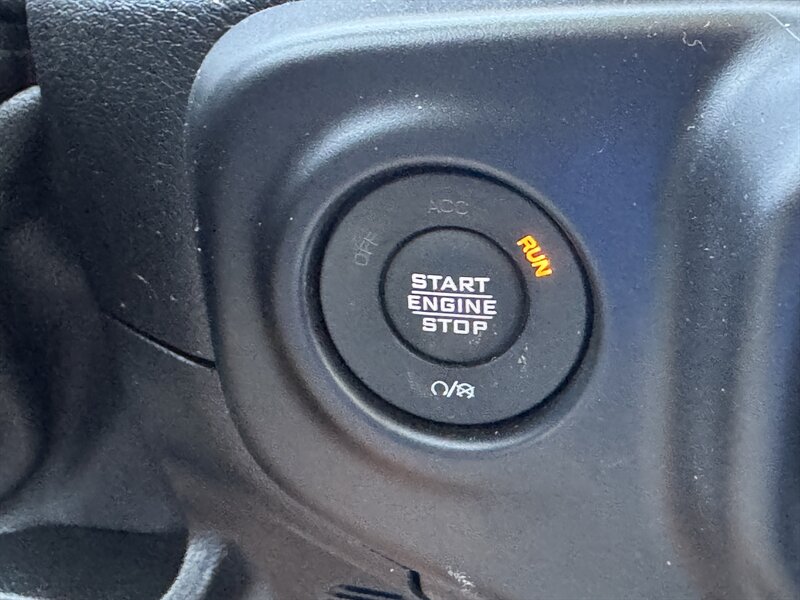 ACC
OFF
RUN
START
ENGINE
STOP